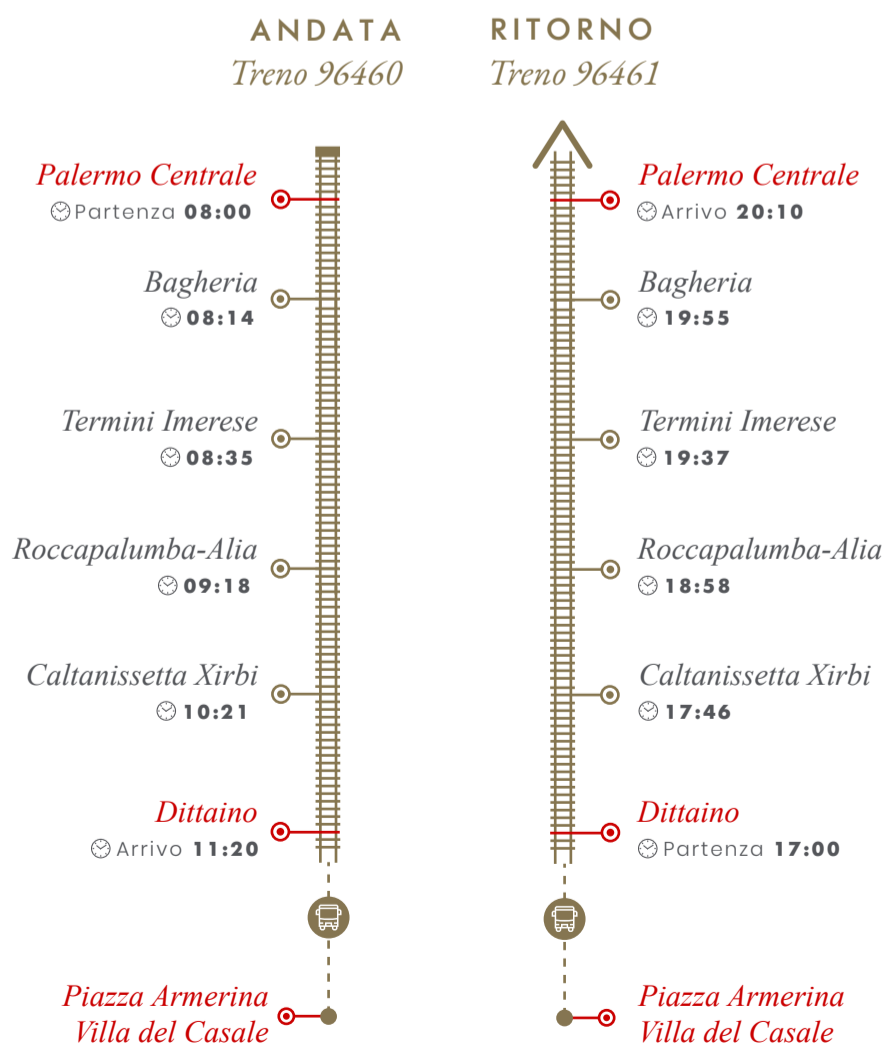 ANDATA
Treno 96460
Palermo Centrale
Partenza 08:00
Bagheria
08:14
Termini Imerese
08:35
Roccapalumba-Alia
09:18
Caltanissetta Xirbi
10:21
Dittaino
Arrivo 11:20
Piazza Armerina
Villa del Casale
RITORNO
Treno 96461
Palermo Centrale
Arrivo 20:10
Bagheria
19:55
Termini Imerese
19:37
Roccapalumba-Alia
18:58
Caltanissetta Xirbi
17:46
Dittaino
Partenza 17:00
Piazza Armerina
Villa del Casale